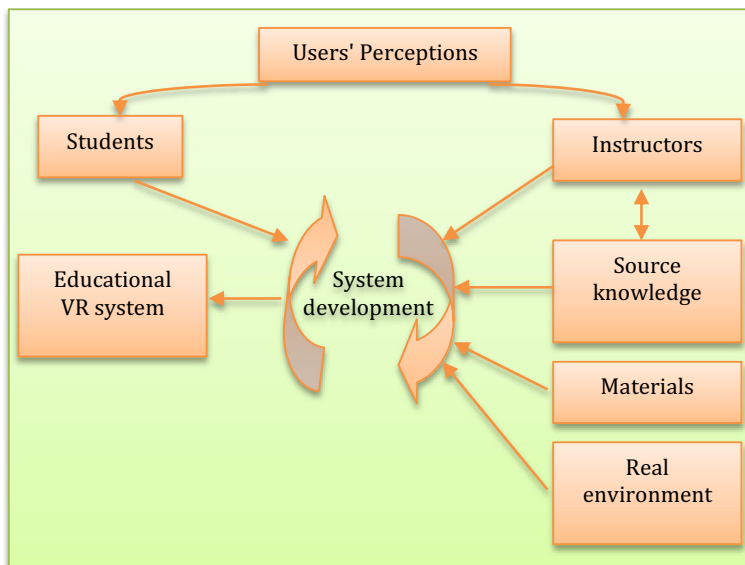 Users' Perceptions
Students
Instructors
Educational
VR system
System
development
Source
knowledge
Materials
Real
environment